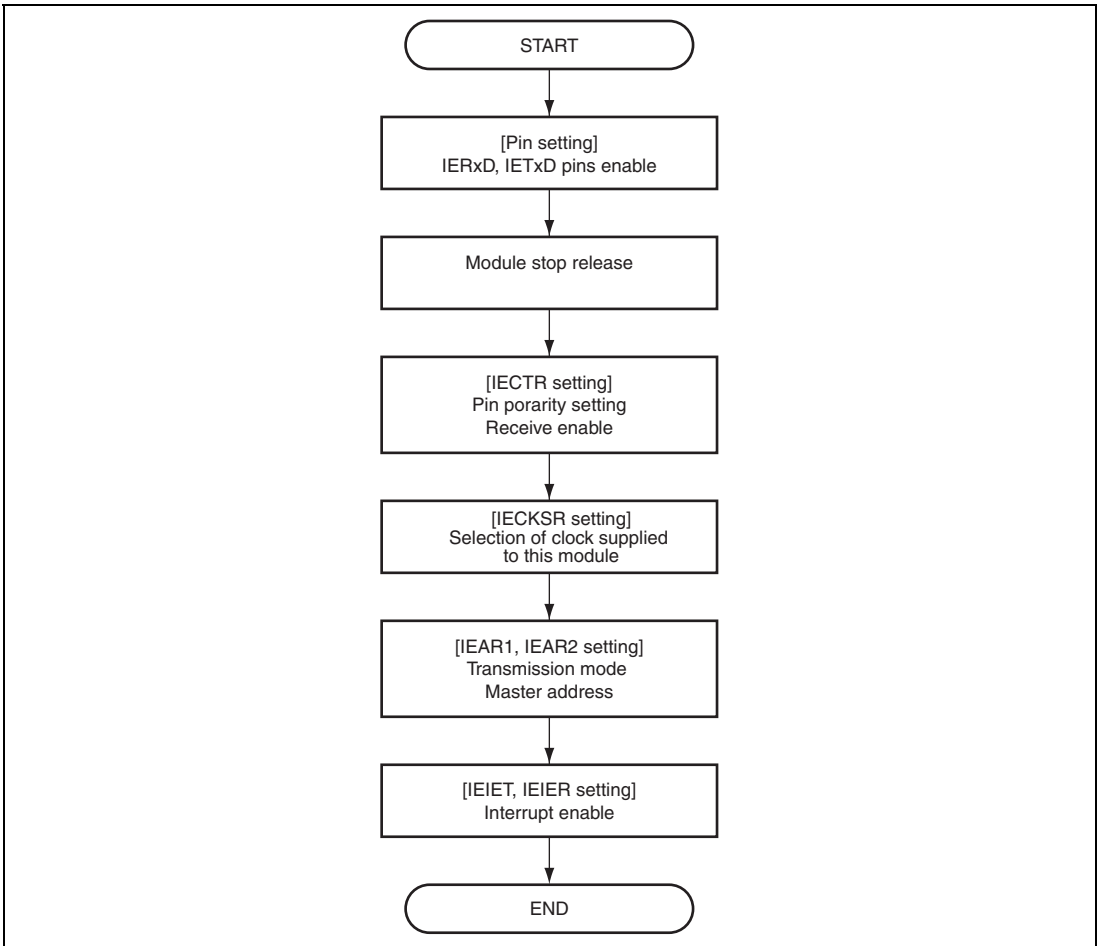 START
[Pin setting]
IERxD, IETxD pins enable
Module stop release
[IECTR setting]
Pin porarity setting
Receive enable
[IECKSR setting]
Selection of clock supplied
to this module
[IEAR1, IEAR2 setting]
Transmission mode
Master address
[IEIET, IEIER setting]
Interrupt enable
END